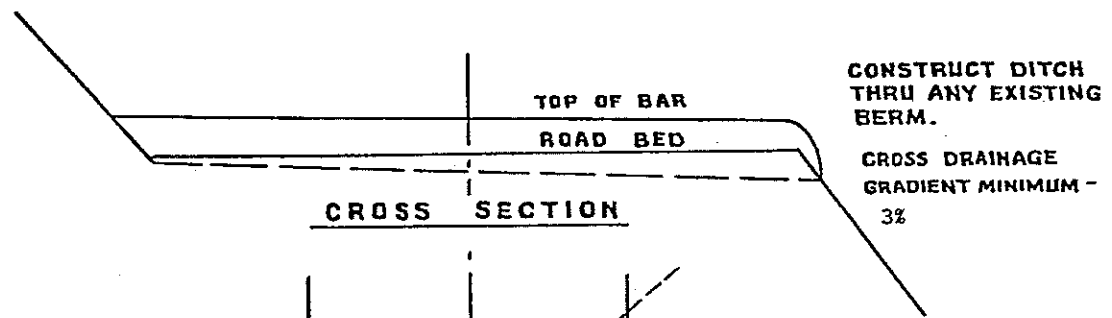 CONSTRUCT DITCH
THRU ANY EXISTING
BERM.
TOP OF BAR
ROAD BED
CROSS DRAINAGE
GRADIENT MINIMUM -
3%
CROSS SECTION